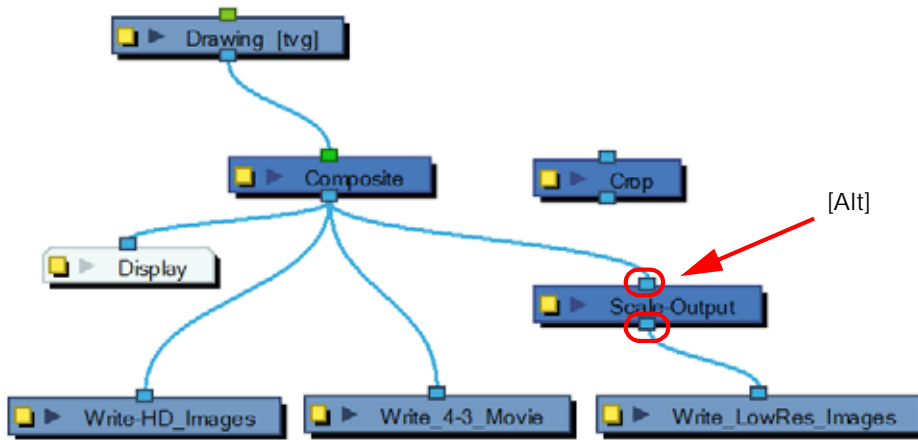 Drawing [tvg]
Composite
Crop
[Alt]
Display
Scale-Output
Write-HD_Images
Write_4-3_Movie
Write_LowRes_Images